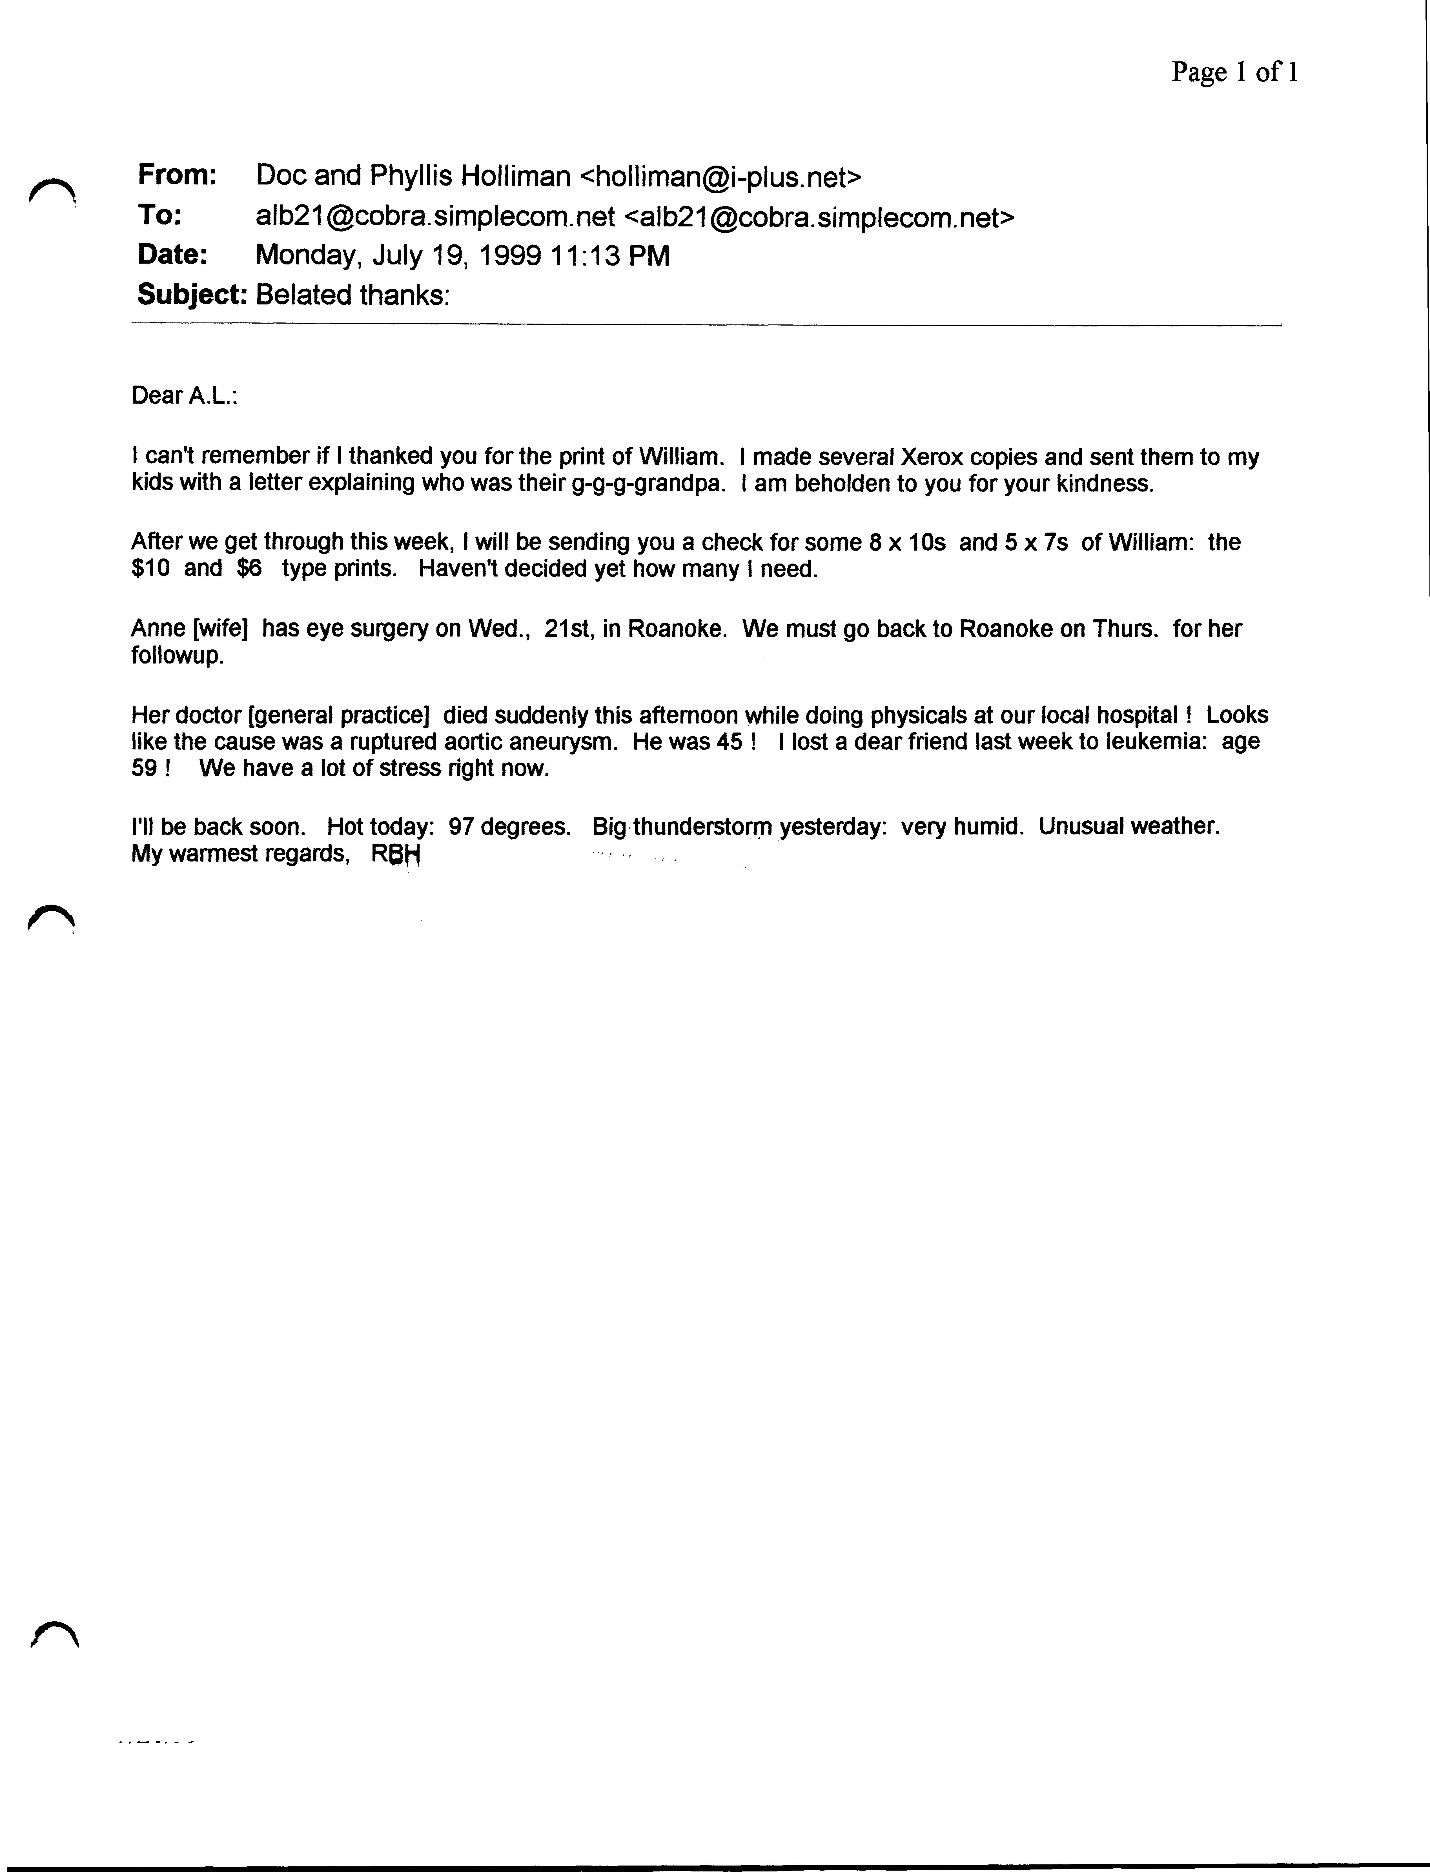 Page 1 of 1
From: Doc and Phyllis Holliman <holliman@i-plus.net>
To: alb21@cobra.simplecom.net <alb21@cobra.simplecom.net>
Date: Monday, July 19, 1999 11:13 PM
Subject: Belated thanks:
Dear A.L.:
I can't remember if I thanked you for the print of William. I made several Xerox copies and sent them to my
kids with a letter explaining who was their g-g-g-grandpa. I am beholden to you for your kindness.
After we get through this week, I will be sending you a check for some 8 x 10s and 5 x 7s of William: the
$10 and $6 type prints. Haven't decided yet how many I need.
Anne [wife] has eye surgery on Wed., 21st, in Roanoke. We must go back to Roanoke on Thurs. for her
followup.
Her doctor [general practice] died suddenly this afternoon while doing physicals at our local hospital ! Looks
like the cause was a ruptured aortic aneurysm. He was 45 ! I lost a dear friend last week to leukemia: age
59 ! We have a lot of stress right now.
I'll be back soon. Hot today: 97 degrees. Big thunderstorm yesterday: very humid. Unusual weather.
My warmest regards, RBH